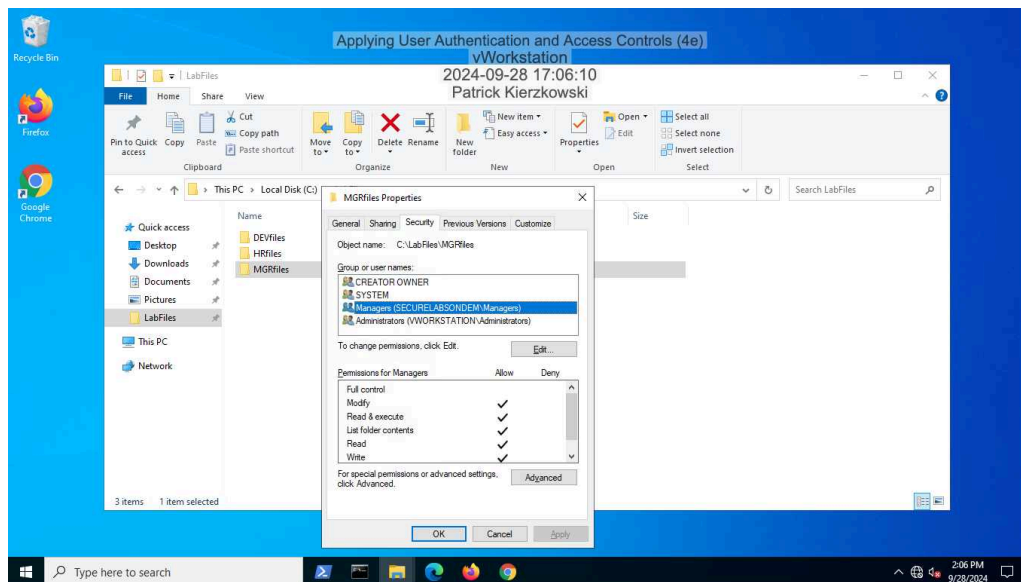 Recycle Bin
Firefox
Google
Chrome
Applying User Authentication and Access Controls (4e)
vWorkstation
2024-09-28 17:06:10
Patrick Kierzkowski
LabFiles
File Home Share View
Pin to Quick
access
Copy
Paste
Cut
Copy path
Paste shortcut
Clipboard
Move
to
Copy
to
Delete
Rename
Organize
New
folder
New item
Easy access
New
Properties
Open
Edit
Open
Select all
Select none
Invert selection
Select
This PC > Local Disk (C:)
Search LabFiles
Quick access
Desktop
Downloads
Documents
Pictures
LabFiles
This PC
Network
Name
Size
DEVfiles
HRfiles
MGRfiles
MGRfiles Properties
General Sharing Security Previous Versions Customize
Object name: C:\LabFiles\MGRfiles
Group or user names:
CREATOR OWNER
SYSTEM
Managers (SECURELABSONDEM\Managers)
Administrators (VWORKSTATION\Administrators)
To change permissions, click Edit.
Edit...
Permissions for Managers Allow Deny
Full control
Modify
Read & execute
List folder contents
Read
Write
For special permissions or advanced settings,
click Advanced.
Advanced
OK Cancel Apply
3 items 1 item selected
Type here to search
2:06 PM
9/28/2024